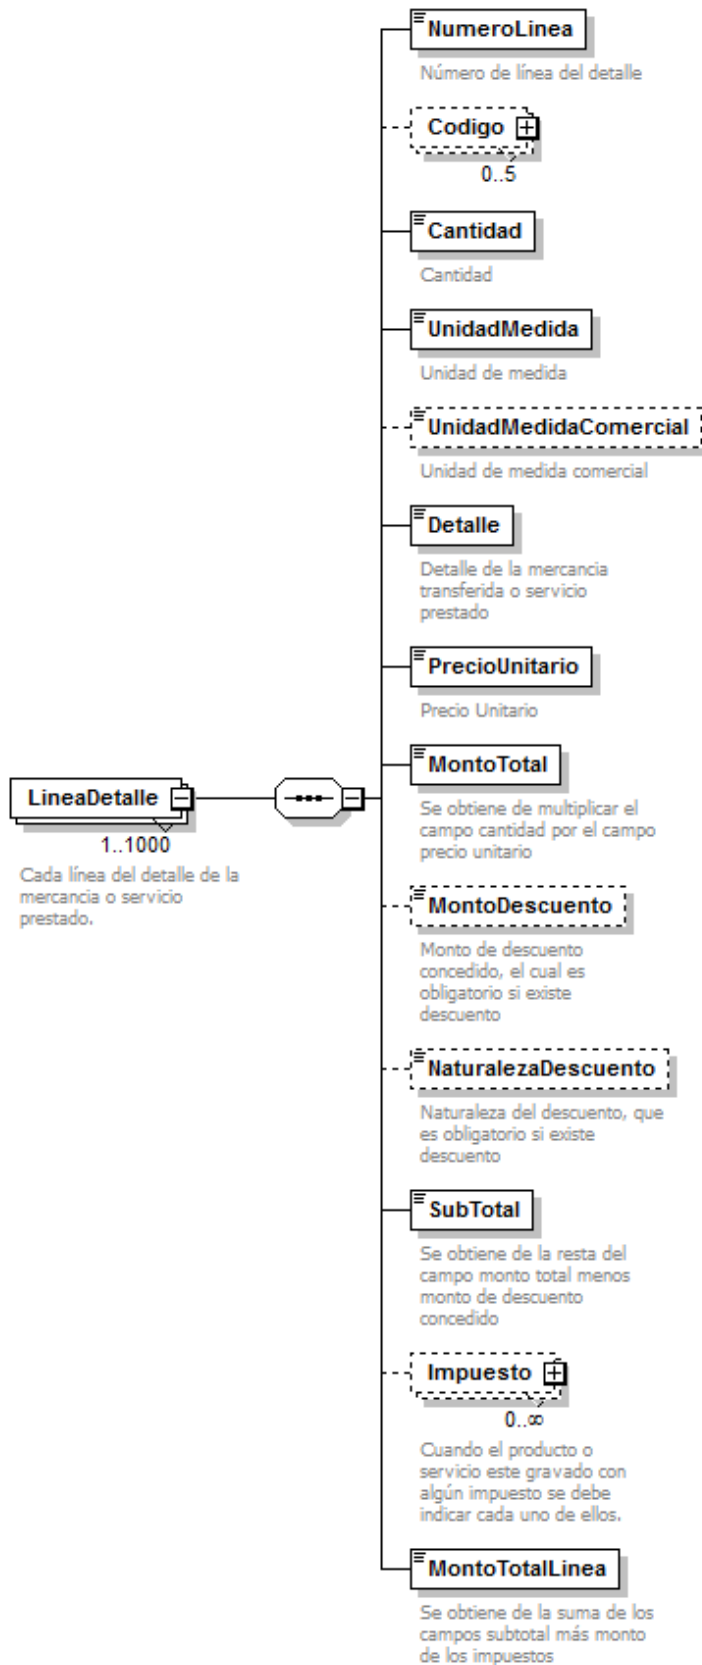 NumeroLinea
Número de línea del detalle
Codigo
0..5
Cantidad
Cantidad
UnidadMedida
Unidad de medida
UnidadMedidaComercial
Unidad de medida comercial
Detalle
Detalle de la mercancia
transferida o servicio
prestado
PrecioUnitario
Precio Unitario
LineaDetalle
1..1000
Cada línea del detalle de la
mercancia o servicio
prestado.
MontoTotal
Se obtiene de multiplicar el
campo cantidad por el campo
precio unitario
MontoDescuento
Monto de descuento
concedido, el cual es
obligatorio si existe
descuento
NaturalezaDescuento
Naturaleza del descuento, que
es obligatorio si existe
descuento
SubTotal
Se obtiene de la resta del
campo monto total menos
monto de descuento
concedido
Impuesto
0..∞
Cuando el producto o
servicio este gravado con
algún impuesto se debe
indicar cada uno de ellos.
MontoTotalLinea
Se obtiene de la suma de los
campos subtotal más monto
de los impuestos